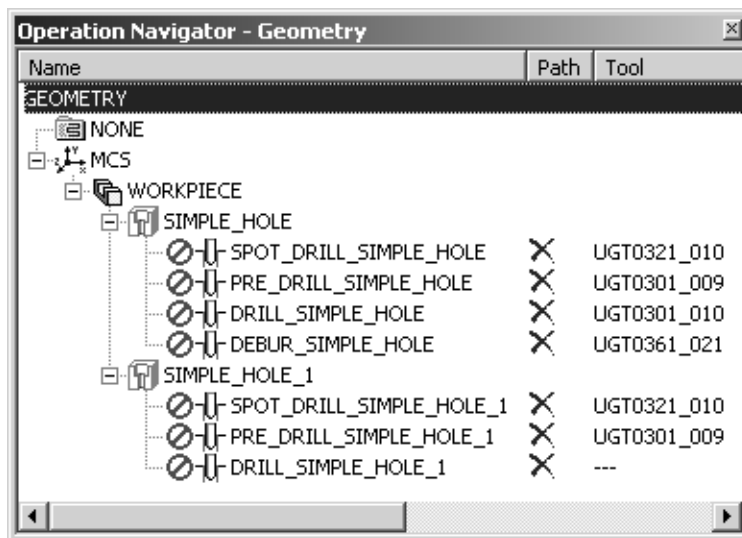 Operation Navigator - Geometry
Name Path Tool
GEOMETRY
NONE
MCS
WORKPIECE
SIMPLE_HOLE
SPOT_DRILL_SIMPLE_HOLE UGT0321_010
PRE_DRILL_SIMPLE_HOLE UGT0301_009
DRILL_SIMPLE_HOLE UGT0301_010
DEBUR_SIMPLE_HOLE UGT0361_021
SIMPLE_HOLE_1
SPOT_DRILL_SIMPLE_HOLE_1 UGT0321_010
PRE_DRILL_SIMPLE_HOLE_1 UGT0301_009
DRILL_SIMPLE_HOLE_1 ---